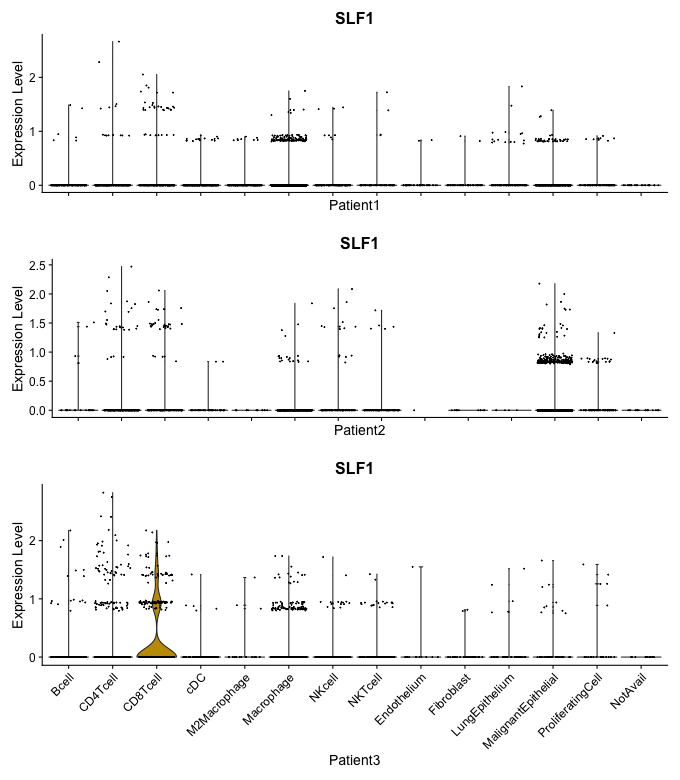 SLF1
Expression Level
2
1
0
Patient1
SLF1
Expression Level
2.5
2.0
1.5
1.0
0.5
0.0
Patient2
SLF1
Expression Level
2
1
0
Bcell
CD4Tcell
CD8Tcell
cDC
M2Macrophage
Macrophage
NKcell
NKTcell
Endothelium
Fibroblast
LungEpithelium
MalignantEpithelial
ProliferatingCell
NotAvail
Patient3